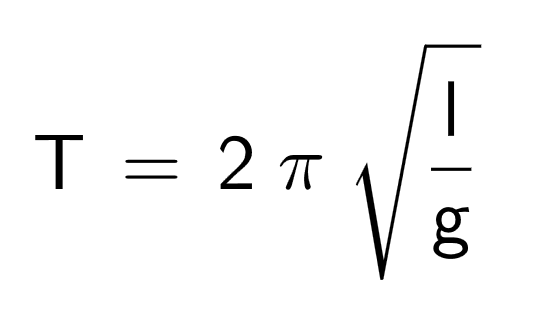 T = 2 π √(l/g)